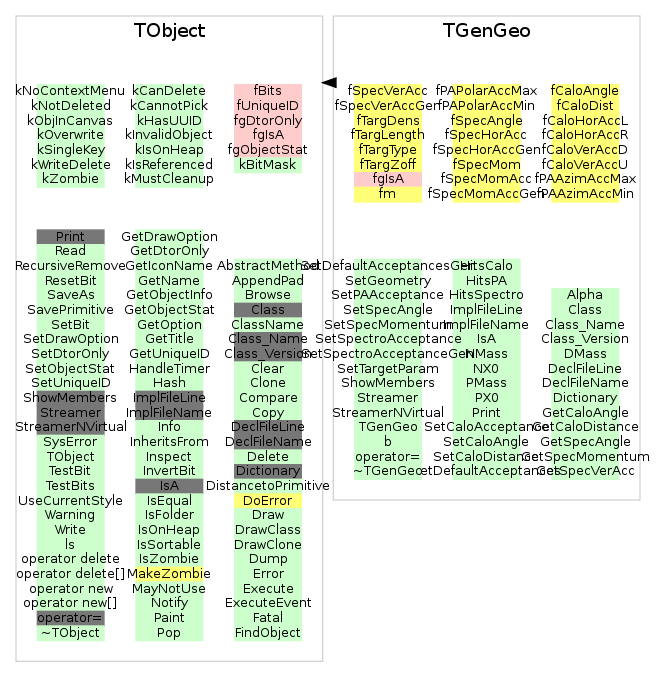 TObject
kNoContextMenu
kNotDeleted
kObjInCanvas
kOverwrite
kSingleKey
kWriteDelete
kZombie
kCanDelete
kCannotPick
kHasUUID
kInvalidObject
kIsOnHeap
kIsReferenced
kMustCleanup
fBits
fUniqueID
fgDtorOnly
fgIsA
fgObjectStat
kBitMask
Print
Read
RecursiveRemove
ResetBit
SaveAs
SavePrimitive
SetBit
SetDrawOption
SetDtorOnly
SetObjectStat
SetUniqueID
ShowMembers
Streamer
StreamerNVirtual
SysError
TObject
TestBit
TestBits
UseCurrentStyle
Warning
Write
ls
operator delete
operator delete[]
operator new
operator new[]
operator=
~TObject
GetDrawOption
GetDtorOnly
GetIconName
GetName
GetObjectInfo
GetObjectStat
GetOption
GetTitle
GetUniqueID
HandleTimer
Hash
ImplFileLine
ImplFileName
Info
InheritsFrom
Inspect
InvertBit
IsA
IsEqual
IsFolder
IsOnHeap
IsSortable
IsZombie
MakeZombie
MayNotUse
Notify
Paint
Pop
AbstractMethod
AppendPad
Browse
Class
ClassName
Class_Name
Class_Version
Clear
Clone
Compare
Copy
DeclFileLine
DeclFileName
Delete
Dictionary
DistancetoPrimitive
DoError
Draw
DrawClass
DrawClone
Dump
Error
Execute
ExecuteEvent
Fatal
FindObject
TGenGeo
fSpecVerAcc
fSpecVerAccGen
fTargDens
fTargLength
fTargType
fTargZoff
fgIsA
fm
fPAPolarAccMax
fPAPolarAccMin
fSpecAngle
fSpecHorAcc
fSpecHorAccGen
fSpecMom
fSpecMomAcc
fSpecMomAccGen
fCaloAngle
fCaloDist
fCaloHorAccL
fCaloHorAccR
fCaloVerAccD
fCaloVerAccU
fPAAzimAccMax
fPAAzimAccMin
SetDefaultAcceptancesGen
SetGeometry
SetPAAcceptance
SetSpecAngle
SetSpecMomentum
SetSpectroAcceptance
SetSpectroAcceptanceGen
SetTargetParam
ShowMembers
Streamer
StreamerNVirtual
TGenGeo
b
operator=
~TGenGeo
HitsCalo
HitsPA
HitsSpectro
ImplFileLine
ImplFileName
IsA
NMass
NX0
PMass
PX0
Print
SetCaloAcceptance
SetCaloAngle
SetCaloDistance
SetDefaultAcceptances
Alpha
Class
Class_Name
Class_Version
DMass
DeclFileLine
DeclFileName
Dictionary
GetCaloAngle
GetCaloDistance
GetSpecAngle
GetSpecMomentum
GetSpecVerAcc